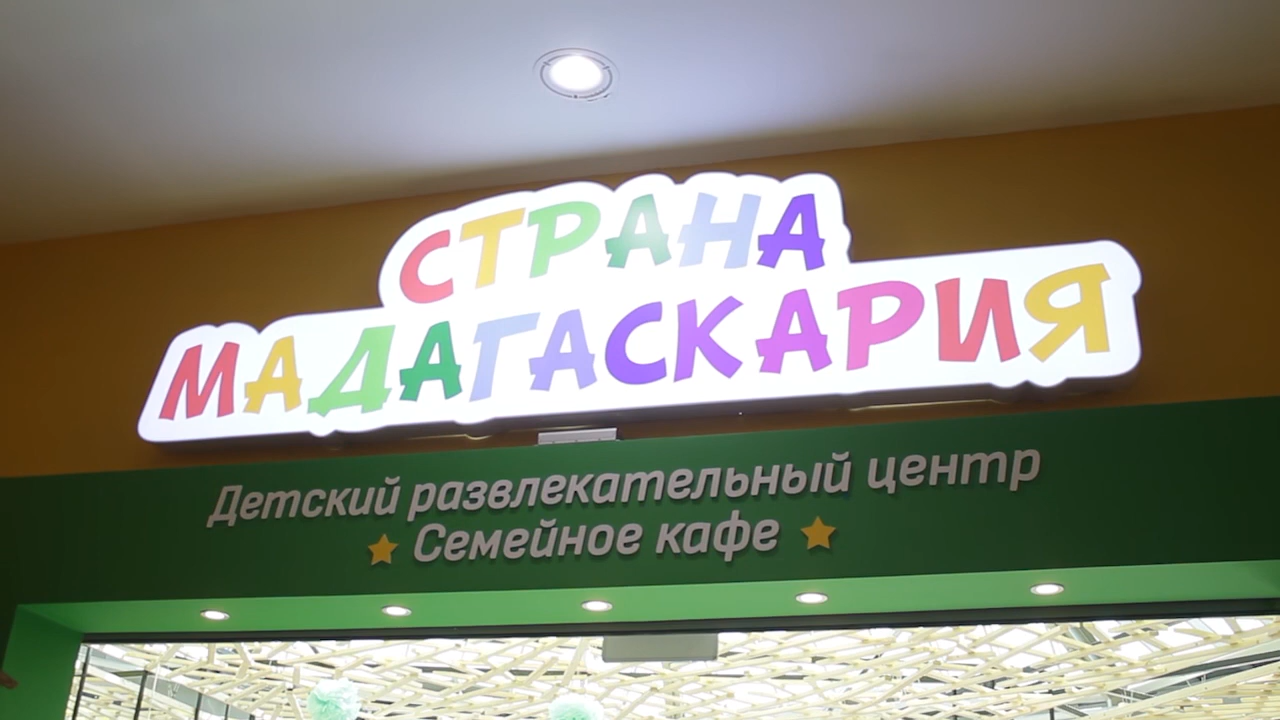 СТРАНА
МАДАГАСКАРИЯ
Детский развлекательный центр
Семейное кафе